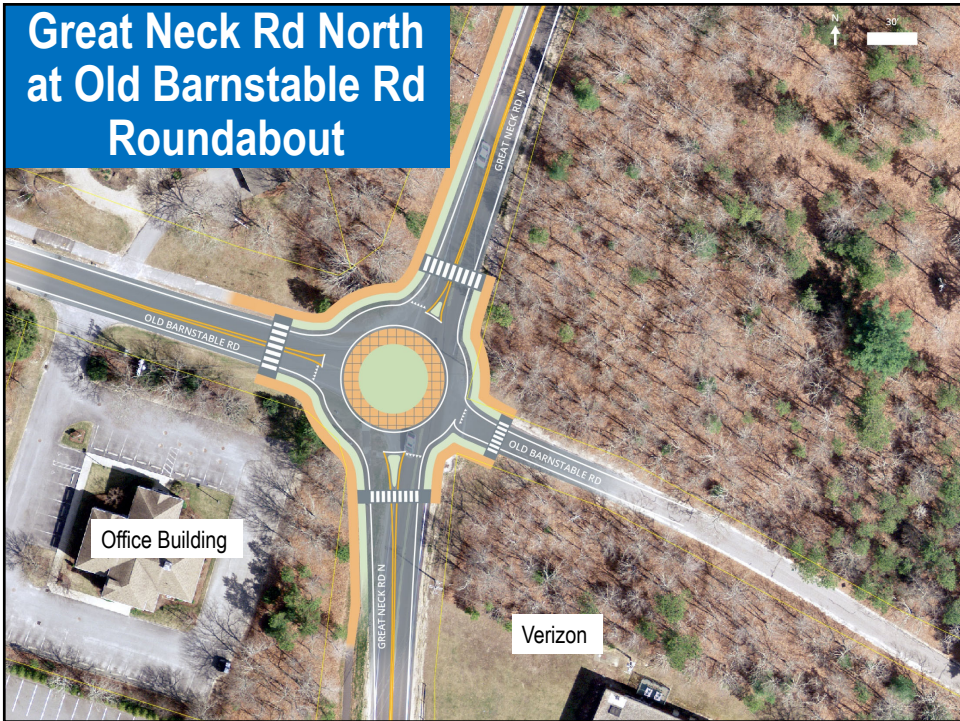 Great Neck Rd North
at Old Barnstable Rd
Roundabout
N
30'
GREAT NECK RD N
OLD BARNSTABLE RD
OLD BARNSTABLE RD
Office Building
GREAT NECK RD N
Verizon